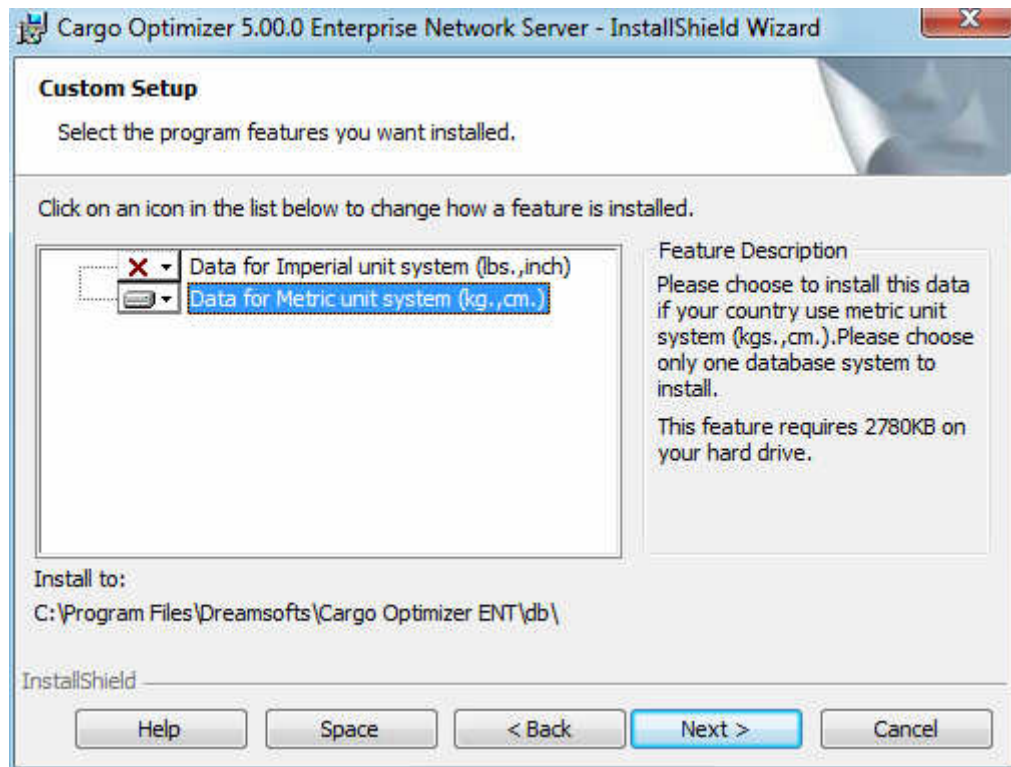 Cargo Optimizer 5.00.0 Enterprise Network Server - InstallShield Wizard
Custom Setup
Select the program features you want installed.
Click on an icon in the list below to change how a feature is installed.
Data for Imperial unit system (lbs.,inch)
Data for Metric unit system (kg.,cm.)
Feature Description
Please choose to install this data
if your country use metric unit
system (kgs.,cm.).Please choose
only one database system to
install.
This feature requires 2780KB on
your hard drive.
Install to:
C:\Program Files\Dreamsofts\Cargo Optimizer ENT\db\
InstallShield
Help
Space
< Back
Next >
Cancel